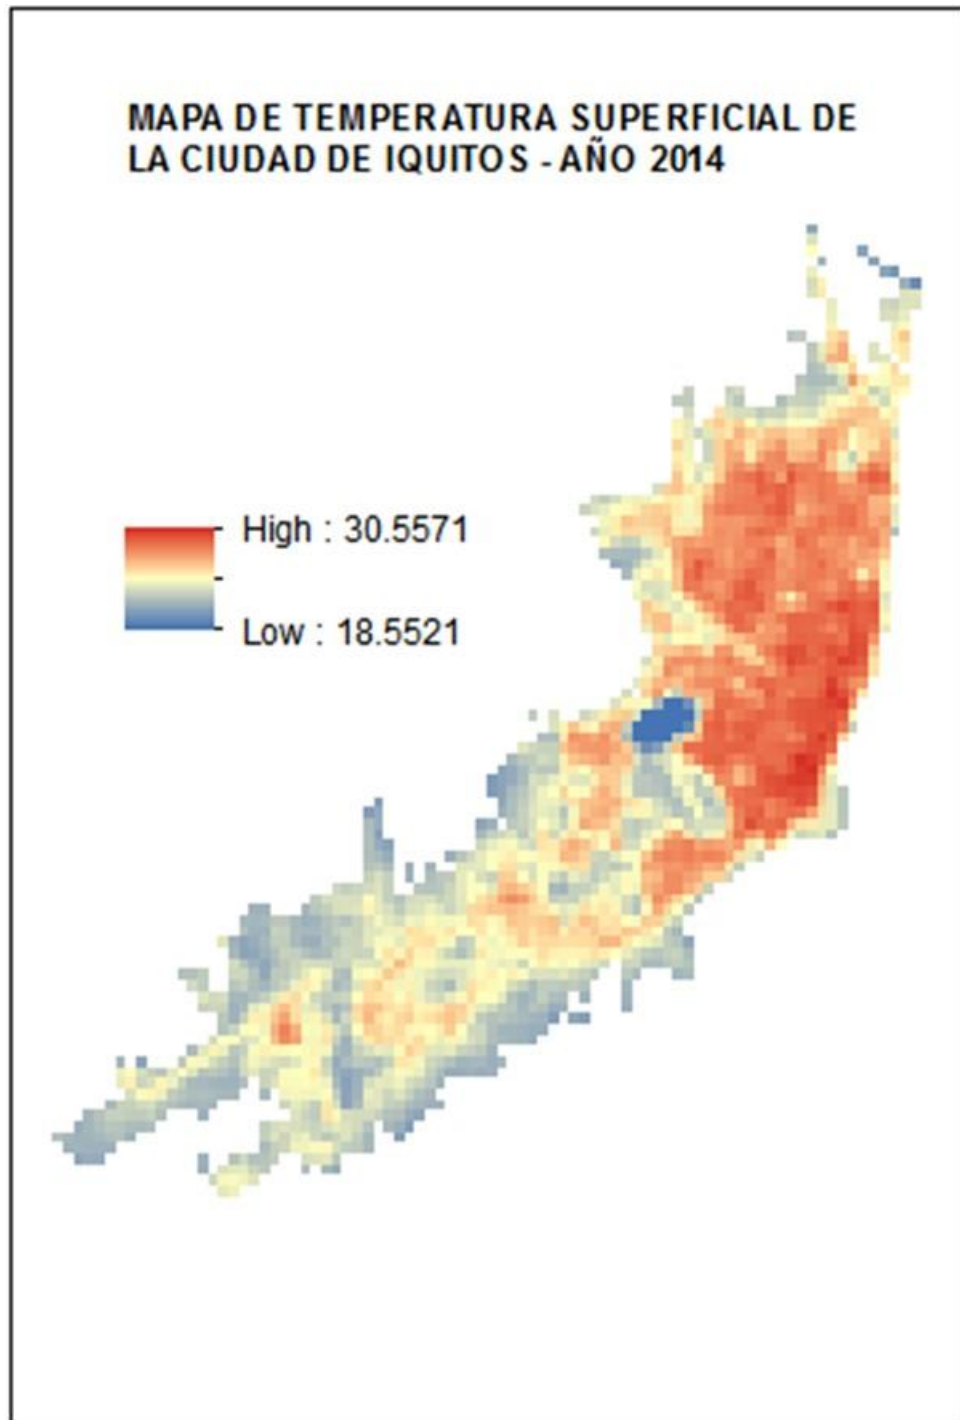 MAPA DE TEMPERATURA SUPERFICIAL DE
LA CIUDAD DE IQUITOS - AÑO 2014
High : 30.5571
Low : 18.5521